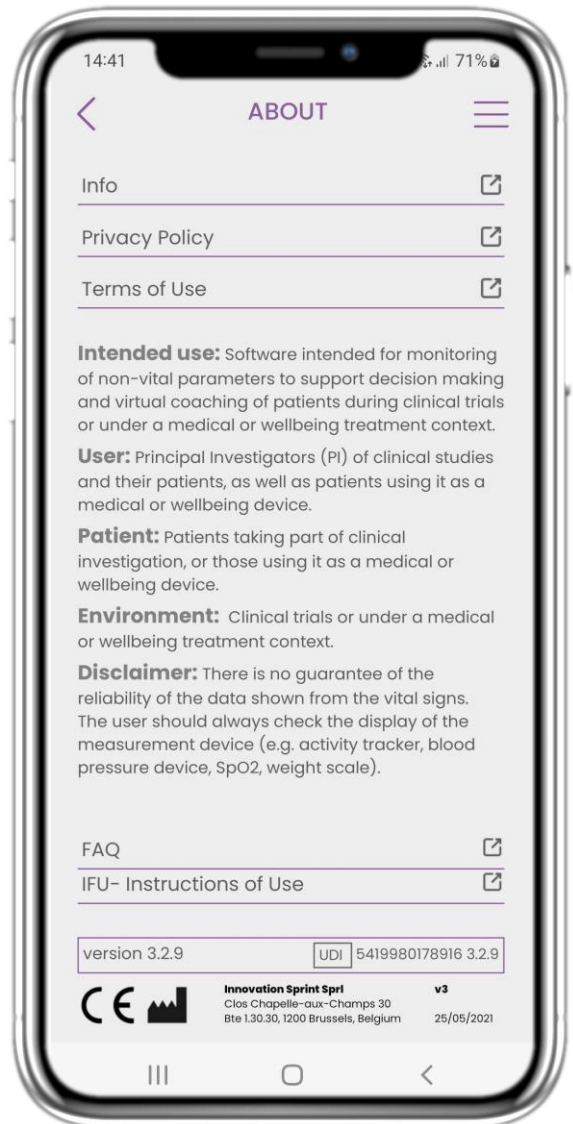 14:41 71%
ABOUT
Info
Privacy Policy
Terms of Use
Intended use: Software intended for monitoring
of non-vital parameters to support decision making
and virtual coaching of patients during clinical trials
or under a medical or wellbeing treatment context.
User: Principal Investigators (PI) of clinical studies
and their patients, as well as patients using it as a
medical or wellbeing device.
Patient: Patients taking part of clinical
investigation, or those using it as a medical or
wellbeing device.
Environment: Clinical trials or under a medical
or wellbeing treatment context.
Disclaimer: There is no guarantee of the
reliability of the data shown from the vital signs.
The user should always check the display of the
measurement device (e.g. activity tracker, blood
pressure device, SpO2, weight scale).
FAQ
IFU- Instructions of Use
version 3.2.9 UDI 5419980178916 3.2.9
CE
Innovation Sprint Sprl v3
Clos Chapelle-aux-Champs 30
Bte 1.30.30, 1200 Brussels, Belgium 25/05/2021